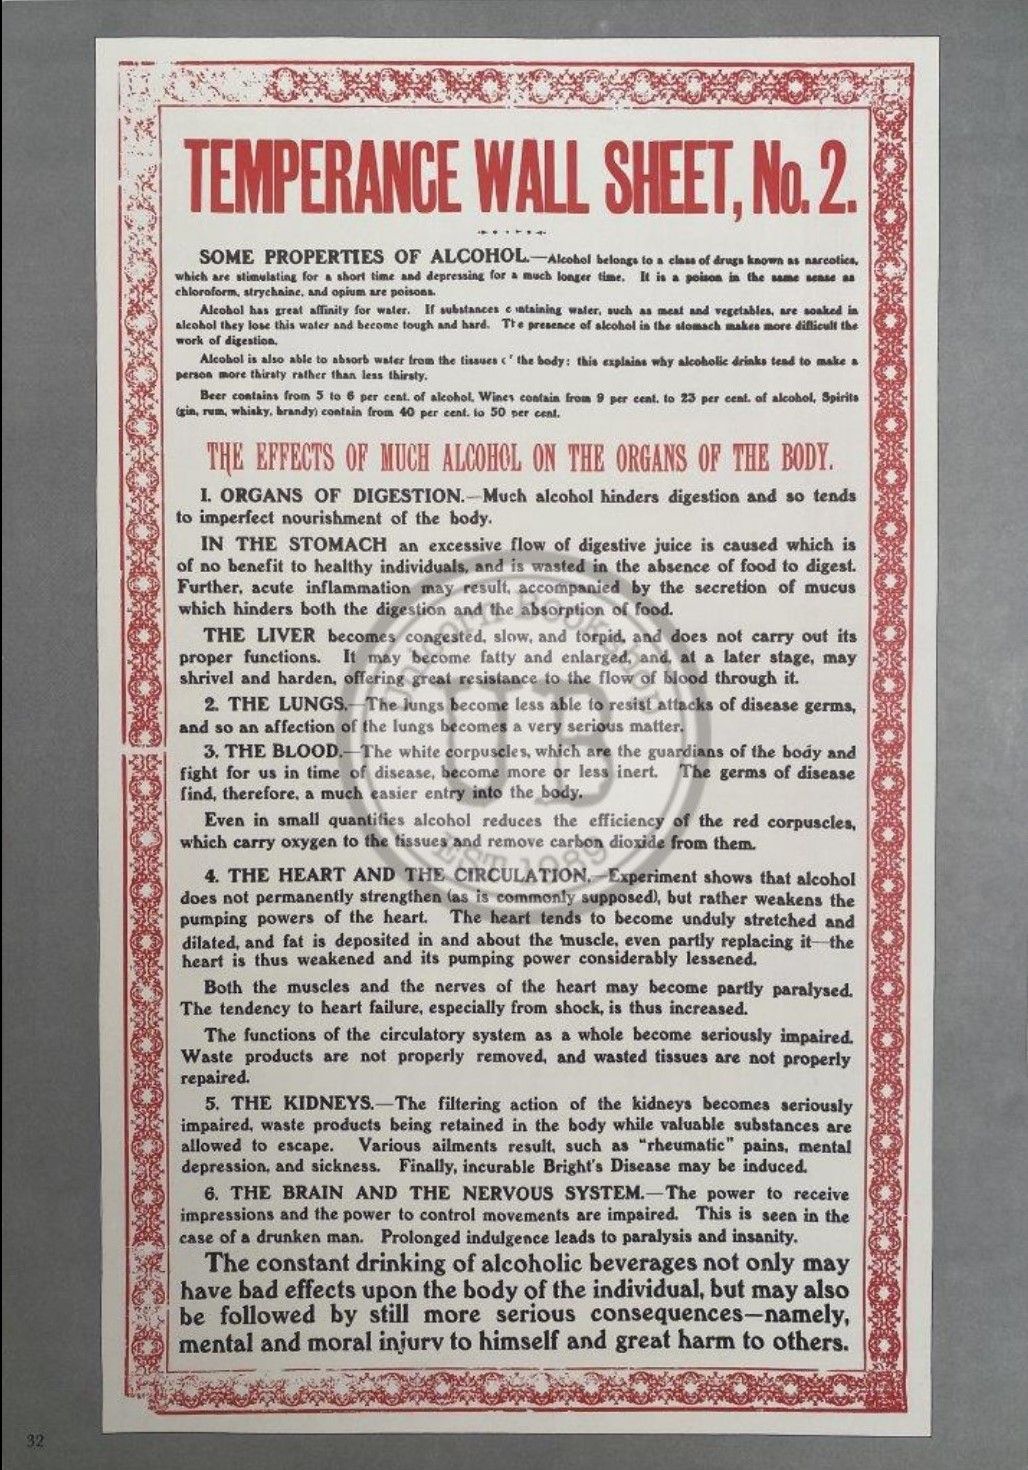 TEMPERANCE WALL SHEET, No. 2.
SOME PROPERTIES OF ALCOHOL.—Alcohol belongs to a class of drugs known as narcotics,
which are stimulating for a short time and depressing for a much longer time. It is a poison in the same sense as
chloroform, strychnine, and opium are poisons.
Alcohol has great affinity for water. If substances c ntaining water, such as meat and vegetables, are soaked in
alcohol they lose this water and become tough and hard. The presence of alcohol in the stomach makes more difficult the
work of digestion.
Alcohol is also able to absorb water from the tissues of the body: this explains why alcoholic drinks tend to make a
person more thirsty rather than less thirsty.
Beer contains from 5 to 6 per cent. of alcohol, Wines contain from 9 per cent. to 23 per cent. of alcohol, Spirits
(gin, rum, whisky, brandy) contain from 40 per cent. to 50 per cent.
THE EFFECTS OF MUCH ALCOHOL ON THE ORGANS OF THE BODY.
1. ORGANS OF DIGESTION.—Much alcohol hinders digestion and so tends
to imperfect nourishment of the body.
IN THE STOMACH an excessive flow of digestive juice is caused which is
of no benefit to healthy individuals, and is wasted in the absence of food to digest.
Further, acute inflammation may result, accompanied by the secretion of mucus
which hinders both the digestion and the absorption of food.
THE LIVER becomes congested, slow, and torpid, and does not carry out its
proper functions. It may become fatty and enlarged, and, at a later stage, may
shrivel and harden, offering great resistance to the flow of blood through it.
2. THE LUNGS.—The lungs become less able to resist attacks of disease germs,
and so an affection of the lungs becomes a very serious matter.
3. THE BLOOD.—The white corpuscles, which are the guardians of the body and
fight for us in time of disease, become more or less inert. The germs of disease
find, therefore, a much easier entry into the body.
Even in small quantities alcohol reduces the efficiency of the red corpuscles,
which carry oxygen to the tissues and remove carbon dioxide from them.
4. THE HEART AND THE CIRCULATION.—Experiment shows that alcohol
does not permanently strengthen (as is commonly supposed), but rather weakens the
pumping powers of the heart. The heart tends to become unduly stretched and
dilated, and fat is deposited in and about the muscle, even partly replacing it—the
heart is thus weakened and its pumping power considerably lessened.
Both the muscles and the nerves of the heart may become partly paralysed.
The tendency to heart failure, especially from shock, is thus increased.
The functions of the circulatory system as a whole become seriously impaired.
Waste products are not properly removed, and wasted tissues are not properly
repaired.
5. THE KIDNEYS.—The filtering action of the kidneys becomes seriously
impaired, waste products being retained in the body while valuable substances are
allowed to escape. Various ailments result, such as "rheumatic" pains, mental
depression, and sickness. Finally, incurable Bright's Disease may be induced.
6. THE BRAIN AND THE NERVOUS SYSTEM.—The power to receive
impressions and the power to control movements are impaired. This is seen in the
case of a drunken man. Prolonged indulgence leads to paralysis and insanity.
The constant drinking of alcoholic beverages not only may
have bad effects upon the body of the individual, but may also
be followed by still more serious consequences—namely,
mental and moral injury to himself and great harm to others.
32
UB
EST 1989